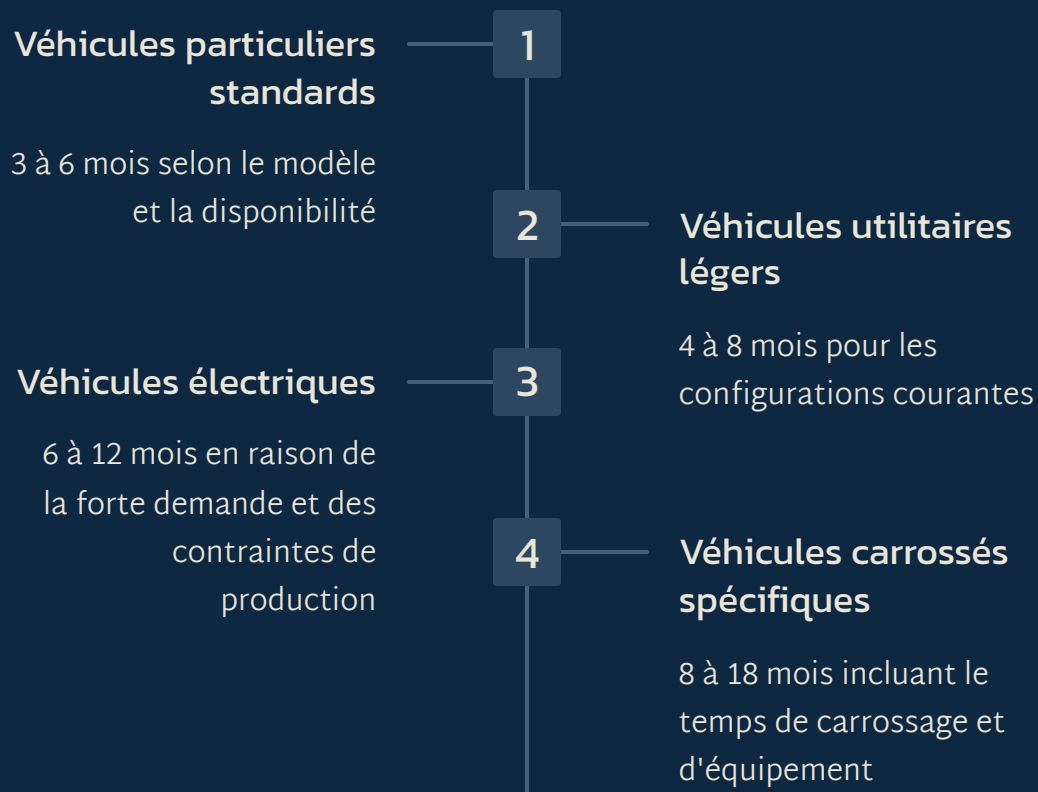 1
Véhicules particuliers
standards
3 à 6 mois selon le modèle
et la disponibilité
2
Véhicules utilitaires
légers
4 à 8 mois pour les
configurations courantes
3
Véhicules électriques
6 à 12 mois en raison de
la forte demande et des
contraintes de
production
4
Véhicules carrossés
spécifiques
8 à 18 mois incluant le
temps de carrossage et
d'équipement